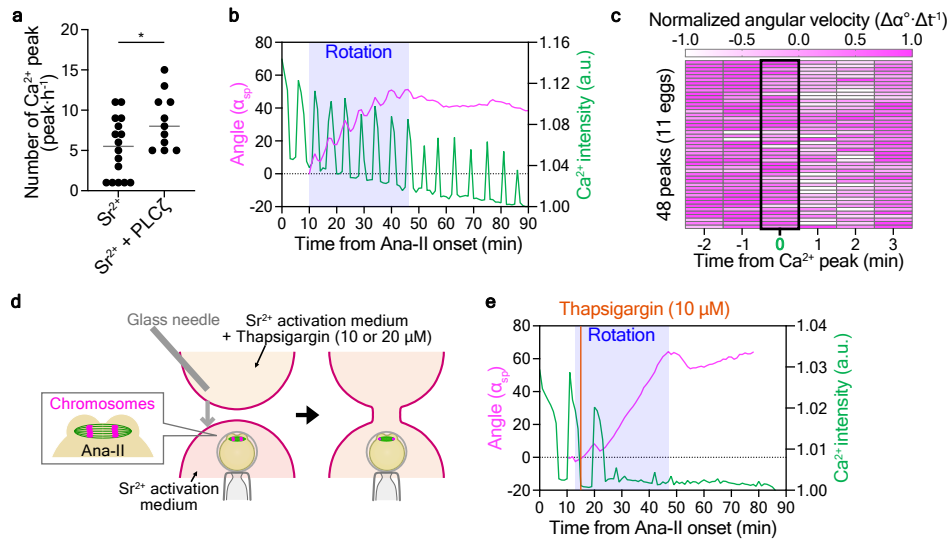 a
Number of Ca²⁺ peak
(peak·h⁻¹)
20
15
10
5
0
*
Sr²⁺
Sr²⁺ + PLCζ
b
Angle (αsp)
80
60
40
20
0
-20
Rotation
1.16
1.12
1.08
1.04
1.00
Ca²⁺ intensity (a.u.)
0 10 20 30 40 50 60 70 80 90
Time from Ana-II onset (min)
c
Normalized angular velocity (Δα°·Δt⁻¹)
-1.0 -0.5 0.0 0.5 1.0
48 peaks (11 eggs)
-2 -1 0 1 2 3
Time from Ca²⁺ peak (min)
d
Glass needle
Sr²⁺ activation medium
+ Thapsigargin (10 or 20 μM)
Chromosomes
Ana-II
Sr²⁺ activation
medium
e
Thapsigargin (10 μM)
Angle (αsp)
80
60
40
20
0
-20
Rotation
1.04
1.03
1.02
1.01
1.00
Ca²⁺ intensity (a.u.)
0 10 20 30 40 50 60 70 80 90
Time from Ana-II onset (min)